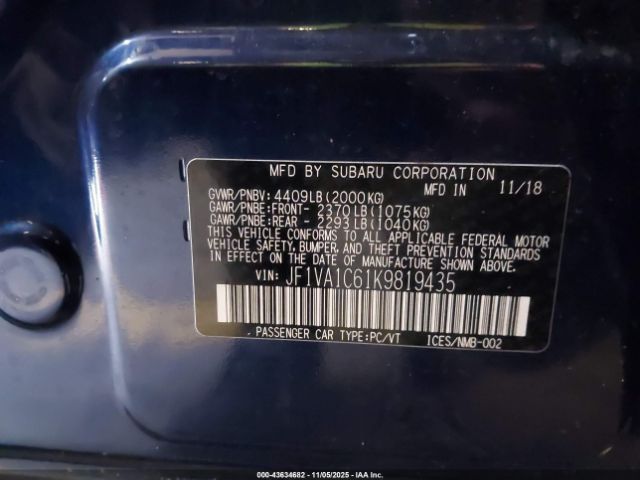 MFD BY SUBARU CORPORATION
MFD IN 11/18
GVWR/PNBV: 4409LB(2000KG)
GAWR/PNBE:FRONT- 2370LB(1075KG)
GAWR/PNBE:REAR - 2293LB(1040KG)
THIS VEHICLE CONFORMS TO ALL APPLICABLE FEDERAL MOTOR
VEHICLE SAFETY, BUMPER, AND THEFT PREVENTION STANDARDS
IN EFFECT ON THE DATE OF MANUFACTURE SHOWN ABOVE.
VIN: JF1VA1C61K9819435
PASSENGER CAR TYPE:PC/VT ICES/NMB-002
000-43634682 - 11/05/2025 - IAAI.COM